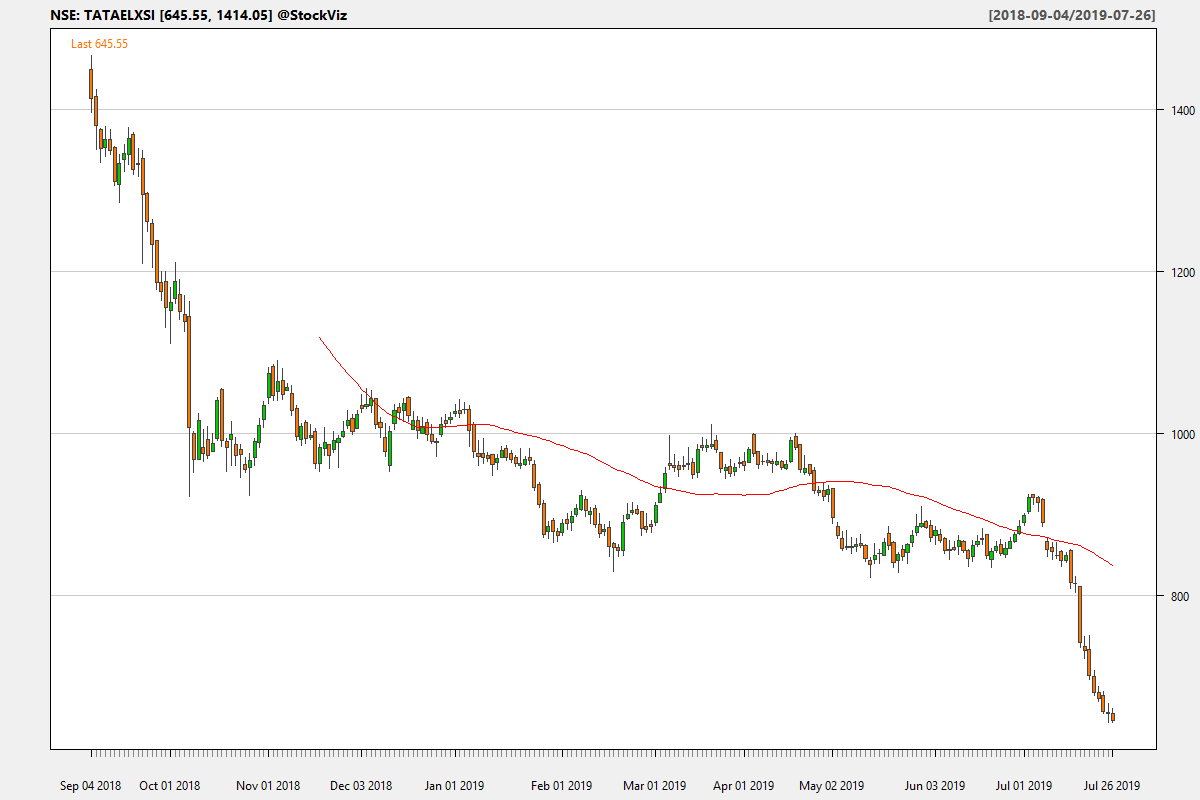 NSE: TATAELXSI [645.55, 1414.05] @StockViz [2018-09-04/2019-07-26]
Last 645.55
1400
1200
1000
800
Sep 04 2018 Oct 01 2018 Nov 01 2018 Dec 03 2018 Jan 01 2019 Feb 01 2019 Mar 01 2019 Apr 01 2019 May 02 2019 Jun 03 2019 Jul 01 2019 Jul 26 2019